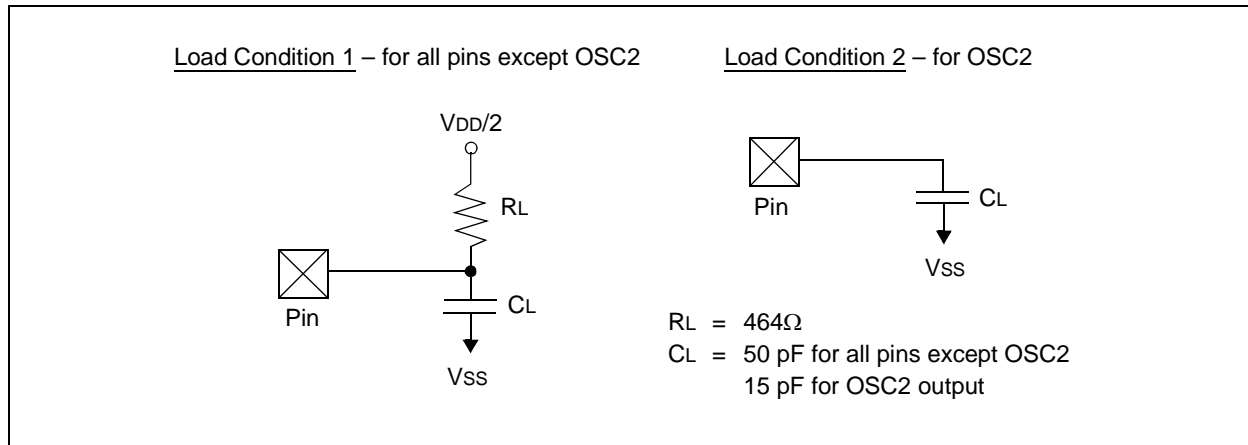 Load Condition 1 – for all pins except OSC2
VDD/2
RL
Pin
CL
VSS
Load Condition 2 – for OSC2
Pin
CL
VSS
RL = 464Ω
CL = 50 pF for all pins except OSC2
15 pF for OSC2 output